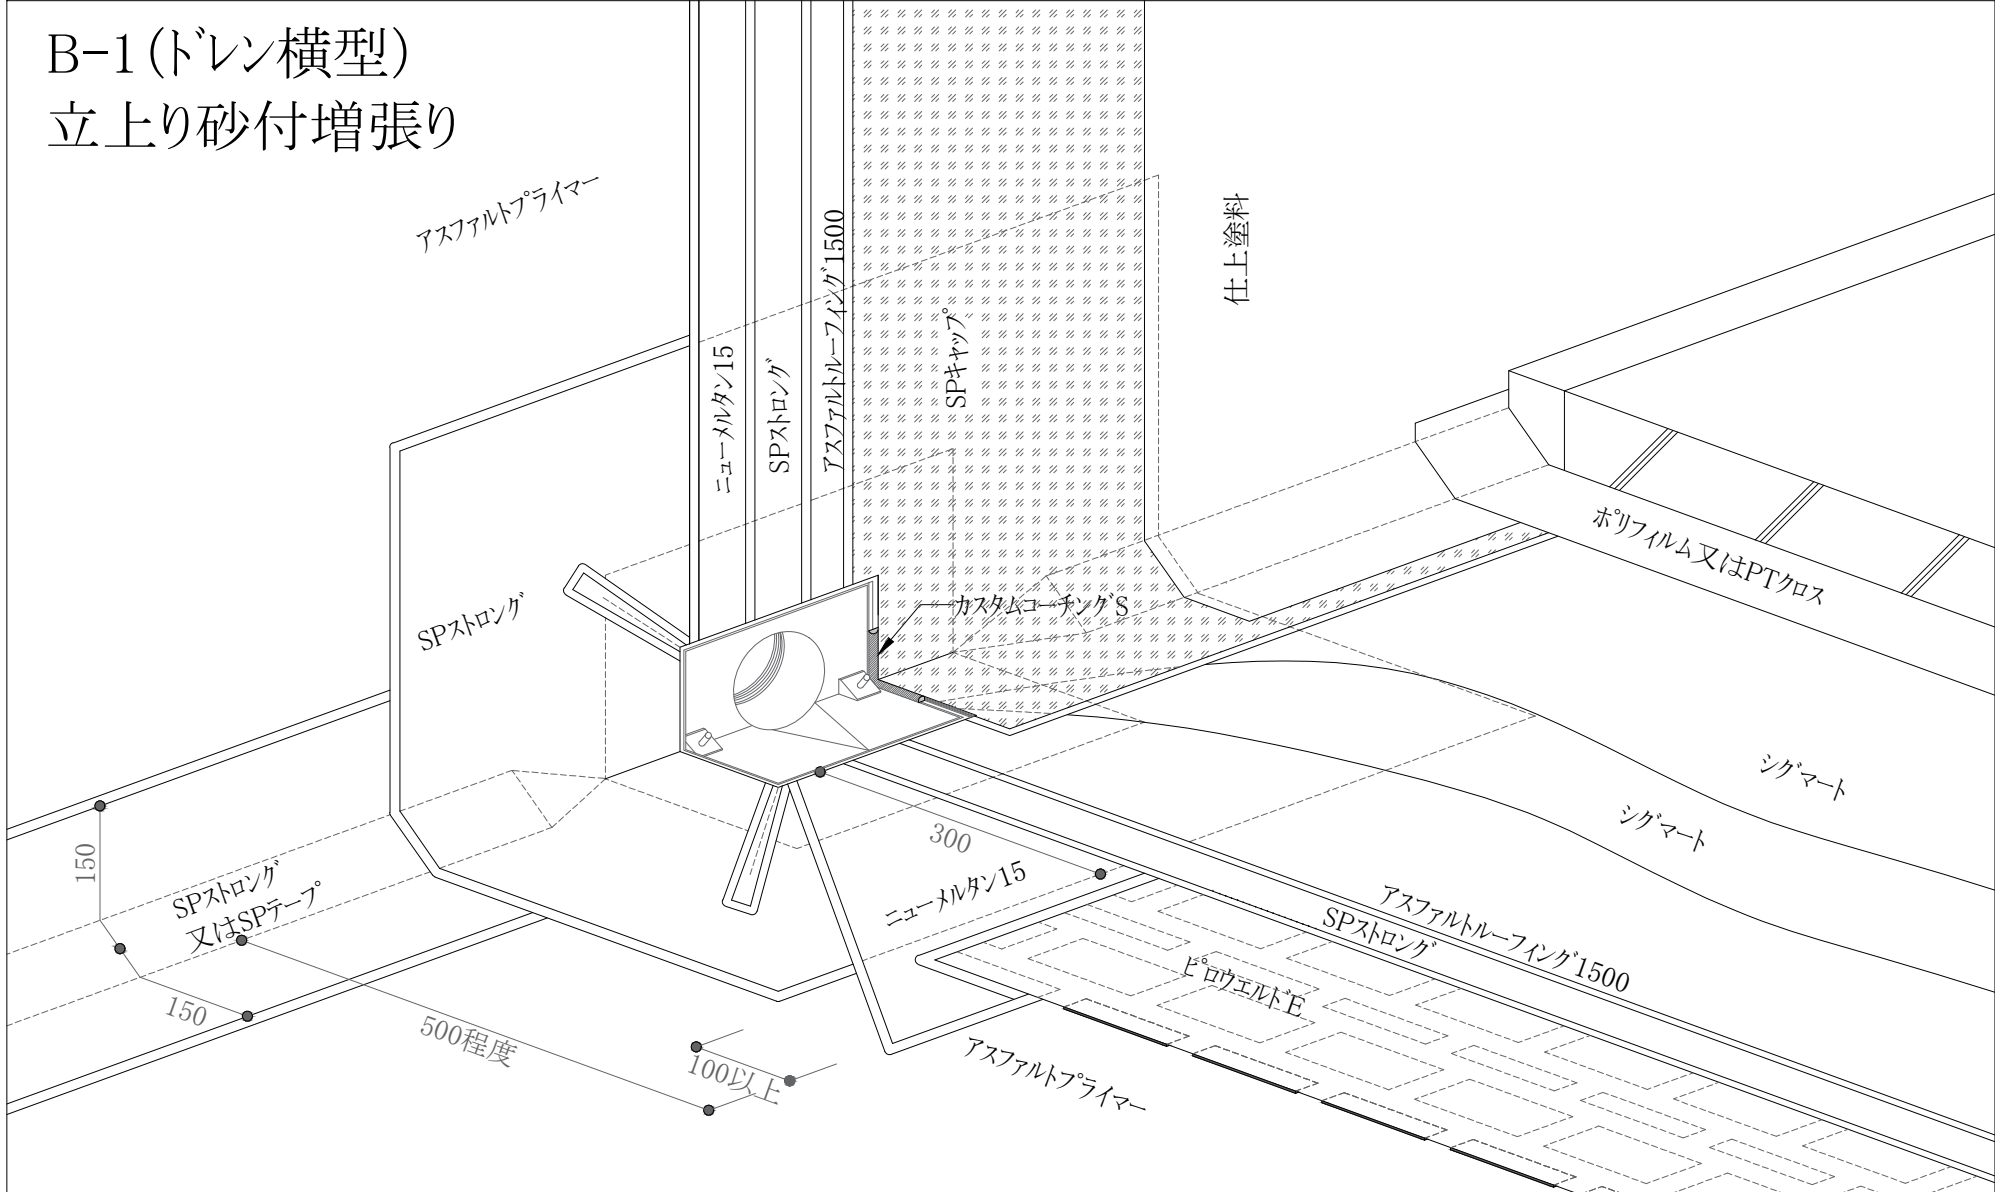 B-1(ドレン横型)
立上り砂付増張り
アスファルトプライマー
ニューメルタン15
SPストロング
アスファルトルーフィング1500
SPキャップ
仕上塗料
ポリフィルム又はPTクロス
SPストロング
カスタムコーチングS
シグマート
シグマート
300
150
SPストロング
又はSPテープ
ニューメルタン15
アスファルトルーフィング1500
SPストロング
ピロウエルドE
150
500程度
100以上
アスファルトプライマー